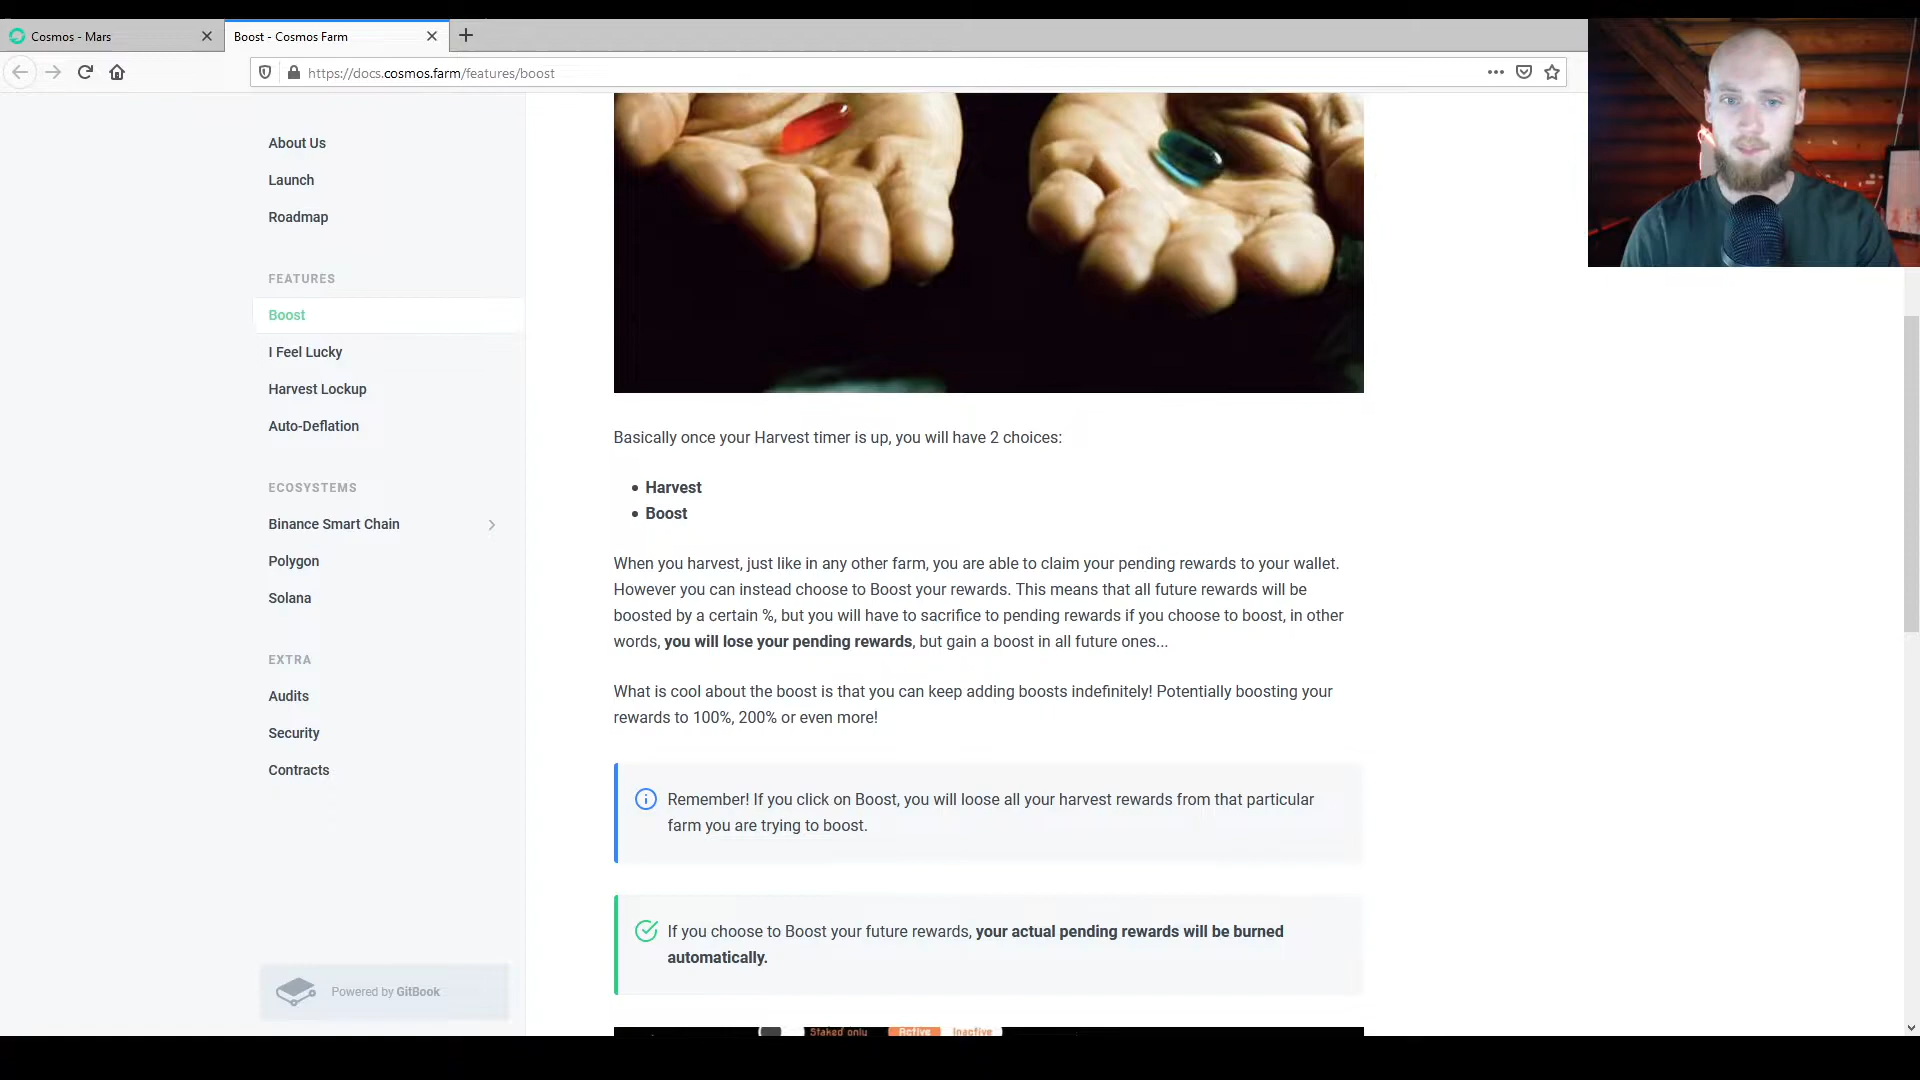 Cosmos - Mars
Boost - Cosmos Farm
https://docs.cosmos.farm/features/boost
About Us
Launch
Roadmap
FEATURES
Boost
I Feel Lucky
Harvest Lockup
Auto-Deflation
ECOSYSTEMS
Binance Smart Chain
Polygon
Solana
EXTRA
Audits
Security
Contracts
Powered by GitBook
Basically once your Harvest timer is up, you will have 2 choices:
Harvest
Boost
When you harvest, just like in any other farm, you are able to claim your pending rewards to your wallet.
However you can instead choose to Boost your rewards. This means that all future rewards will be
boosted by a certain %, but you will have to sacrifice to pending rewards if you choose to boost, in other
words, you will lose your pending rewards, but gain a boost in all future ones...
What is cool about the boost is that you can keep adding boosts indefinitely! Potentially boosting your
rewards to 100%, 200% or even more!
Remember! If you click on Boost, you will loose all your harvest rewards from that particular
farm you are trying to boost.
If you choose to Boost your future rewards, your actual pending rewards will be burned
automatically.
Staked only Active Inactive